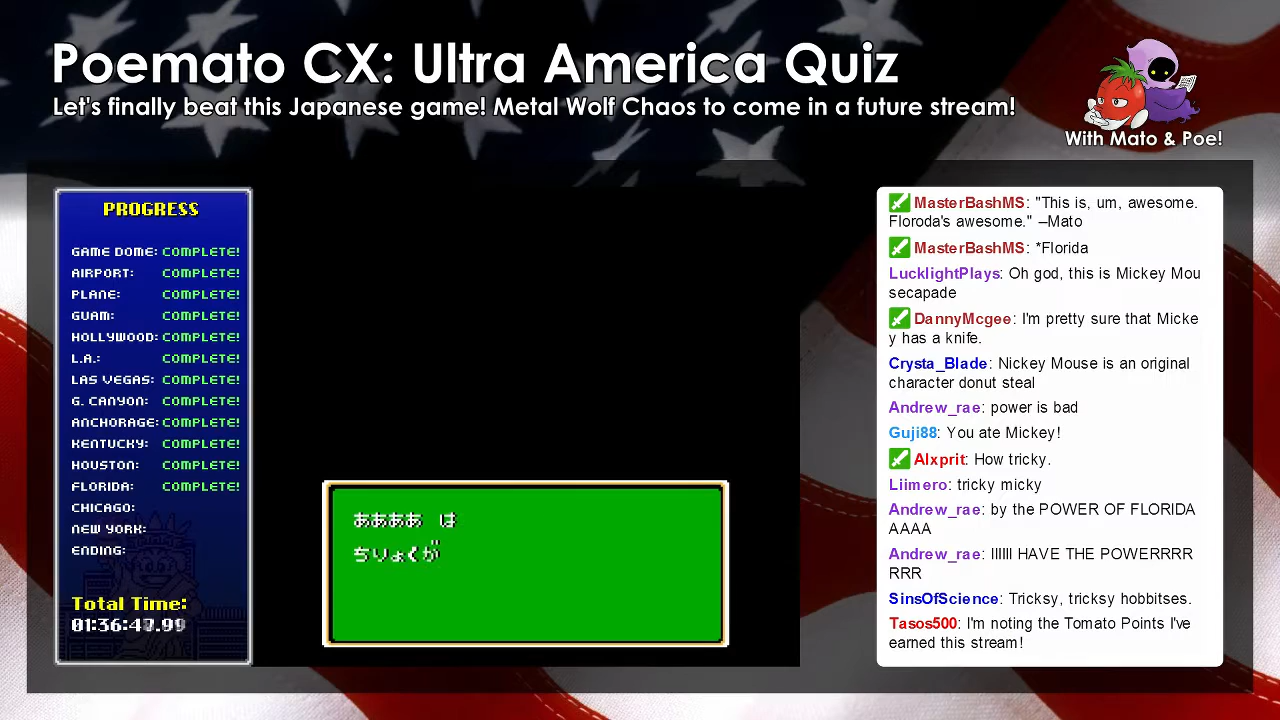 Poemato CX: Ultra America Quiz
Let's finally beat this Japanese game! Metal Wolf Chaos to come in a future stream!
With Mato & Poe!
PROGRESS
GAME DOME: COMPLETE!
AIRPORT: COMPLETE!
PLANE: COMPLETE!
GUAM: COMPLETE!
HOLLYWOOD: COMPLETE!
L.A.: COMPLETE!
LAS VEGAS: COMPLETE!
G. CANYON: COMPLETE!
ANCHORAGE: COMPLETE!
KENTUCKY: COMPLETE!
HOUSTON: COMPLETE!
FLORIDA: COMPLETE!
CHICAGO:
NEW YORK:
ENDING:
Total Time:
ああああ は
ちりょくが
MasterBashMS: "This is, um, awesome.
Floroda's awesome." –Mato
MasterBashMS: *Florida
LucklightPlays: Oh god, this is Mickey Mou
secapade
DannyMcgee: I'm pretty sure that Micke
y has a knife.
Crysta_Blade: Nickey Mouse is an original
character donut steal
Andrew_rae: power is bad
Guji88: You ate Mickey!
Alxprit: How tricky.
Liimero: tricky micky
Andrew_rae: by the POWER OF FLORIDA
AAAA
Andrew_rae: IIIIII HAVE THE POWERRRR
RRR
SinsOfScience: Tricksy, tricksy hobbitses.
Tasos500: I'm noting the Tomato Points I've
earned this stream!